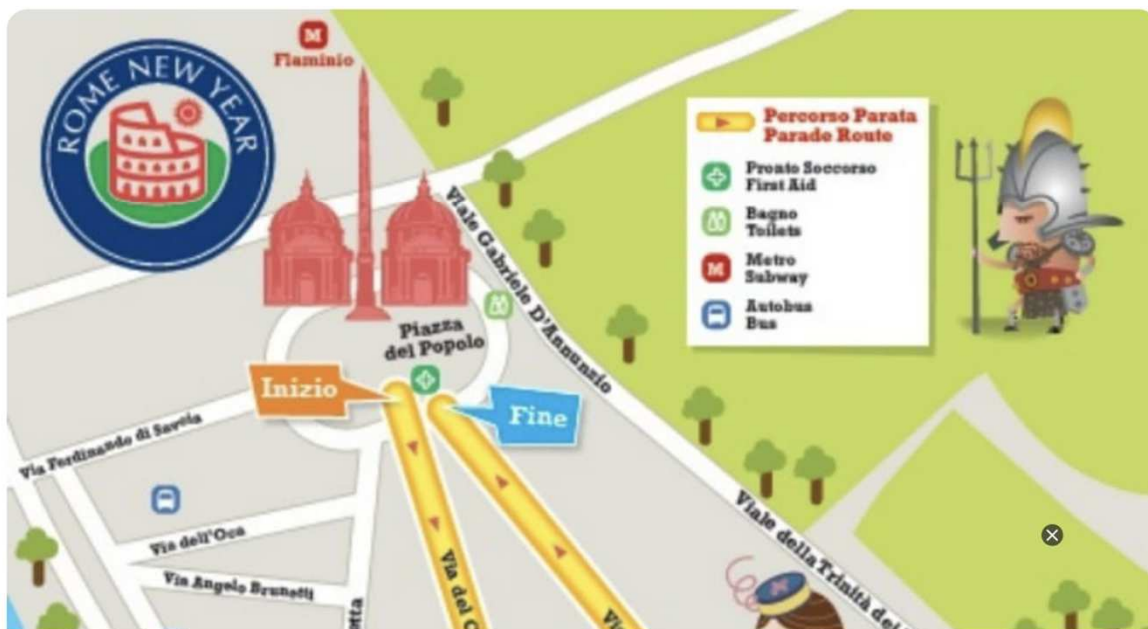 ROME NEW YEAR
M
Flaminio
Percorso Parata
Parade Route
Pronto Soccorso
First Aid
Bagno
Toilets
M
Metro
Subway
Autobus
Bus
Viale Gabriele D'Annunzio
Piazza
del Popolo
Inizio
Fine
Via Ferdinando di Savoia
Via dell'Oca
Via Angelo Brunetti
Via del
Viale della Trinità